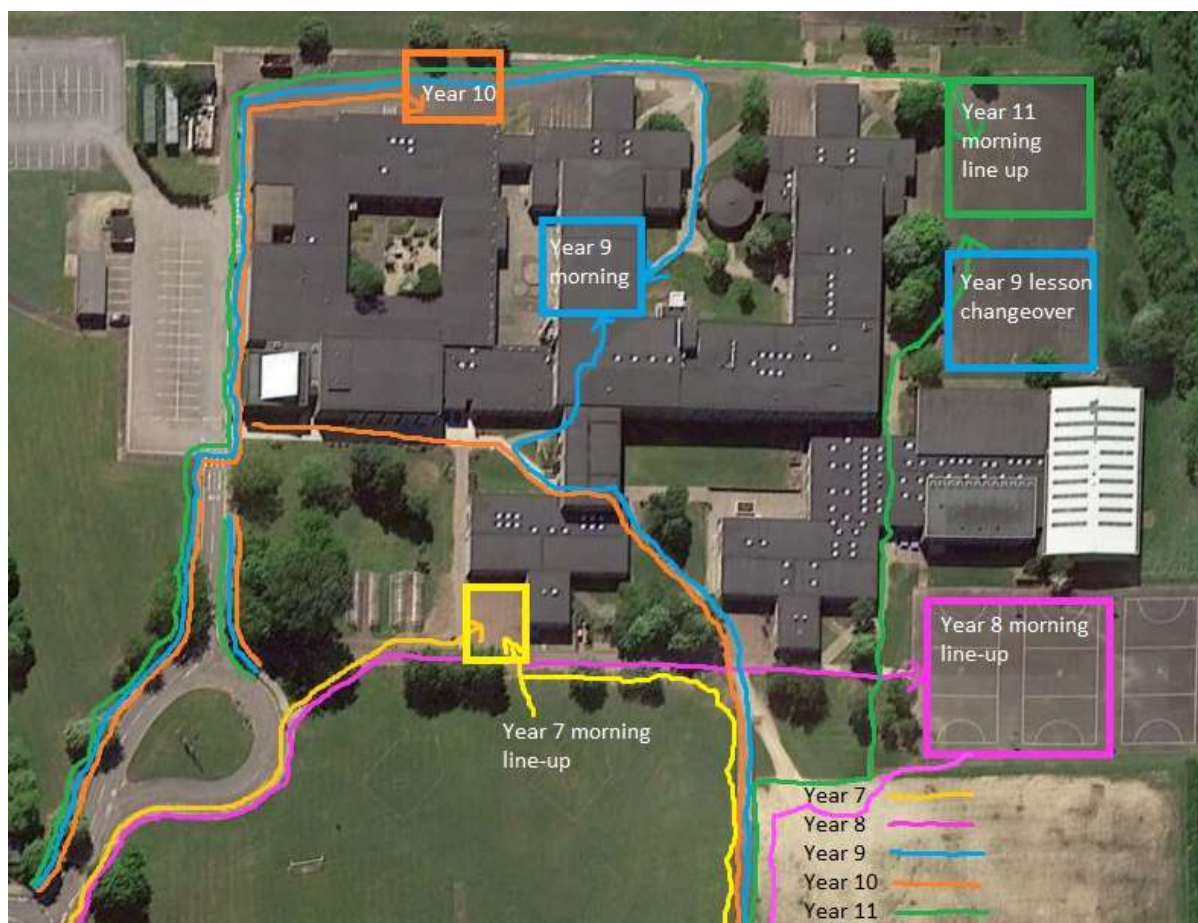 Year 10
Year 11
morning
line up
Year 9
morning
Year 9 lesson
changeover
Year 8 morning
line-up
Year 7 morning
line-up
Year 7
Year 8
Year 9
Year 10
Year 11